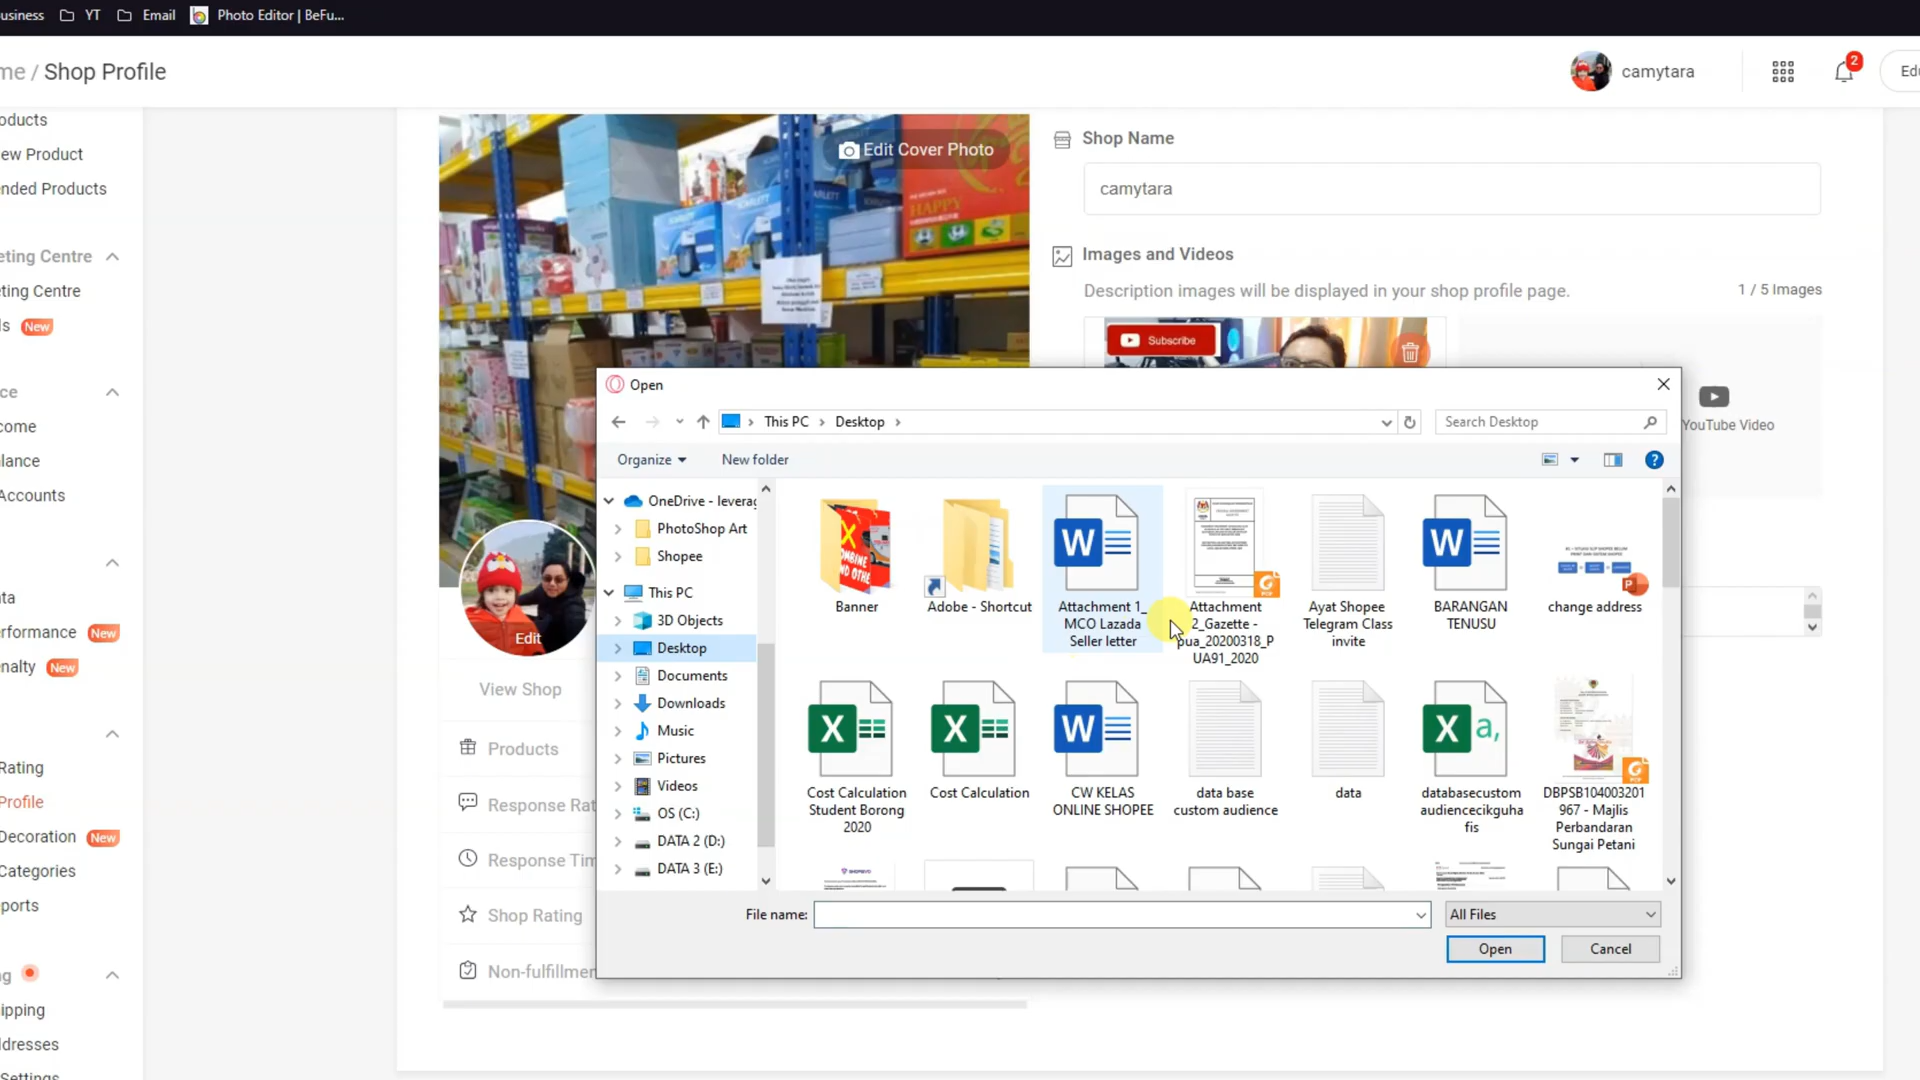 usiness
YT
Email
Photo Editor | BeFu...
me / Shop Profile
camytara
2
Edu
oducts
ew Product
nded Products
eting Centre
ting Centre
ls New
ce
come
lance
Accounts
ta
erformance New
nalty New
Rating
Profile
Decoration New
Categories
ports
ng
ipping
ddresses
Settings
Edit Cover Photo
SCARLETT
HAPPY
Edit
View Shop
Products
Response Rat
Response Tim
Shop Rating
Non-fulfillmen
Shop Name
camytara
Images and Videos
Description images will be displayed in your shop profile page.
1 / 5 Images
Subscribe
YouTube Video
Open
This PC
Desktop
Search Desktop
Organize
New folder
OneDrive - leverag
PhotoShop Art
Shopee
This PC
3D Objects
Desktop
Documents
Downloads
Music
Pictures
Videos
OS (C:)
DATA 2 (D:)
DATA 3 (E:)
Banner
Adobe - Shortcut
Attachment 1_
MCO Lazada
Seller letter
Attachment
2_Gazette -
pua_20200318_P
UA91_2020
Ayat Shopee
Telegram Class
invite
BARANGAN
TENUSU
change address
Cost Calculation
Student Borong
2020
Cost Calculation
CW KELAS
ONLINE SHOPEE
data base
custom audience
data
databasecustom
audiencecikguha
fis
DBPSB104003201
967 - Majlis
Perbandaran
Sungai Petani
File name:
All Files
Open
Cancel